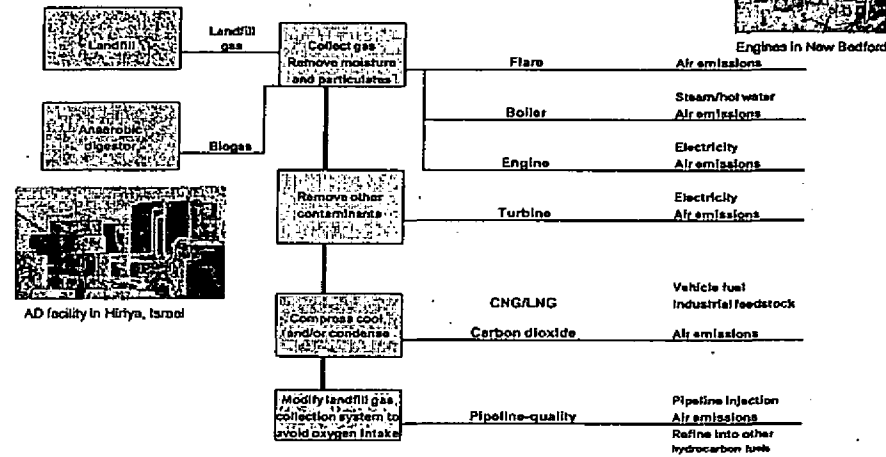 Engines in New Bedford
Landfill
Landfill
gas
Collect gas
Remove moisture
and particulates
Flare
Air emissions
Boiler
Steam/hot water
Air emissions
Anaerobic
digestor
Biogas
Engine
Electricity
Air emissions
Remove other
contaminants
Turbine
Electricity
Air emissions
AD facility in Hiriya, Israel
Compress cool
and/or condense
CNG/LNG
Vehicle fuel
Industrial feedstock
Carbon dioxide
Air emissions
Modify landfill gas
collection system to
avoid oxygen intake
Pipeline-quality
Pipeline injection
Air emissions
Refine into other
hydrocarbon fuels